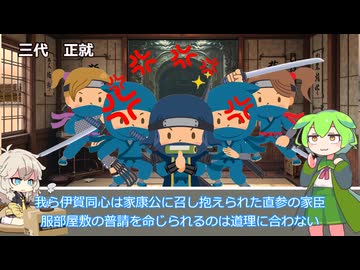 三代　正就
我ら伊賀同心は家康公に召し抱えられた直参の家臣
服部屋敷の普請を命じられるのは道理に合わない